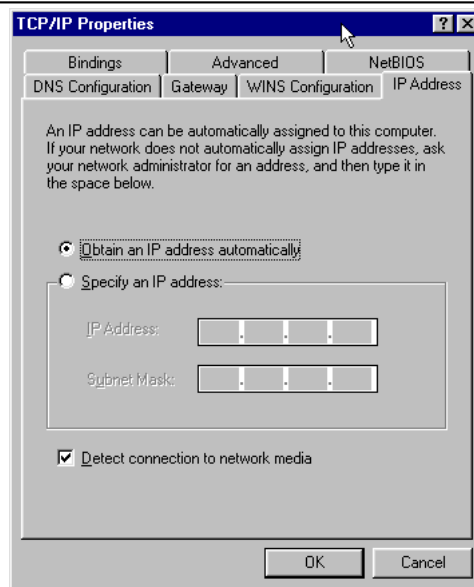 TCP/IP Properties
Bindings
Advanced
NetBIOS
DNS Configuration
Gateway
WINS Configuration
IP Address
An IP address can be automatically assigned to this computer.
If your network does not automatically assign IP addresses, ask
your network administrator for an address, and then type it in
the space below.
Obtain an IP address automatically
Specify an IP address:
IP Address:
Subnet Mask:
Detect connection to network media
OK
Cancel